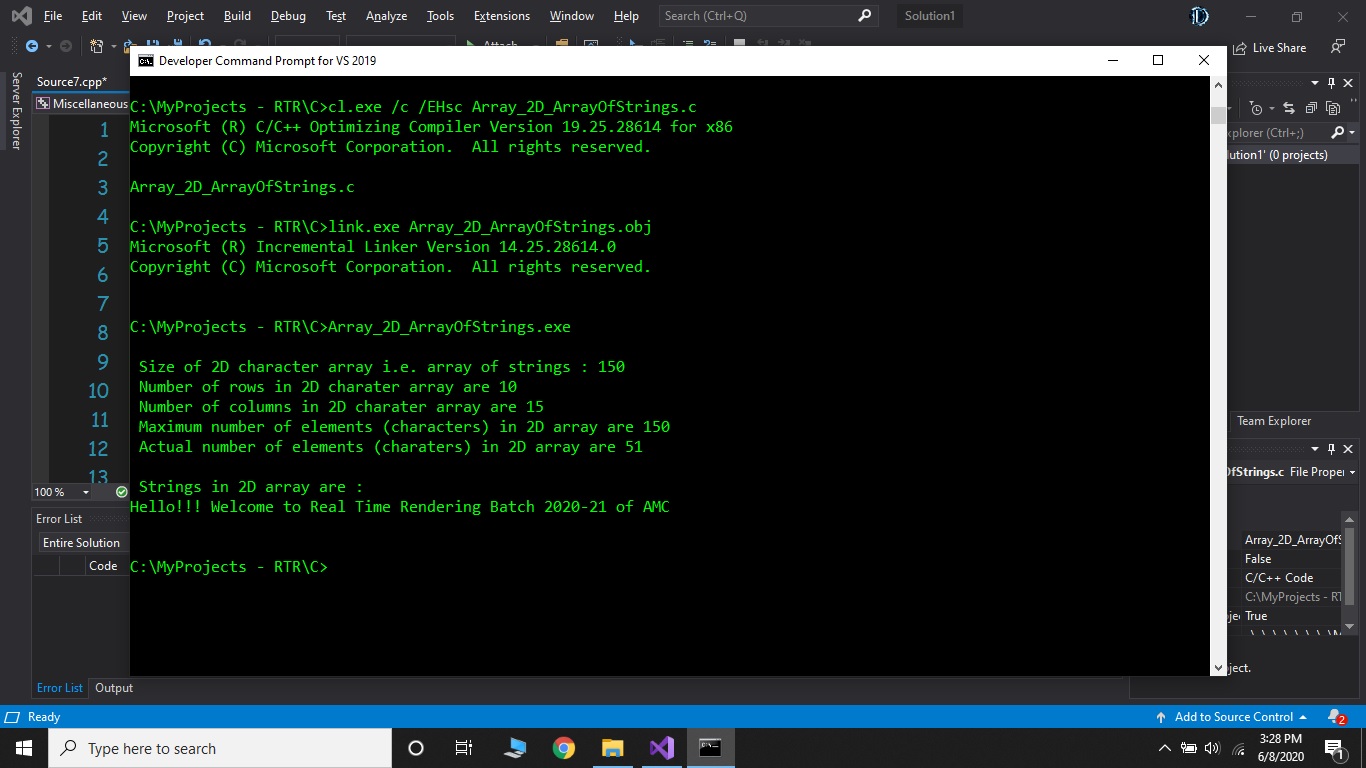 File Edit View Project Build Debug Test Analyze Tools Extensions Window Help Search (Ctrl+Q) Solution1
Attach
Live Share
Server Explorer
Source7.cpp*
Miscellaneous
1
2
3
4
5
6
7
8
9
10
11
12
13
100 %
Error List
Entire Solution
Code
Error List Output
Developer Command Prompt for VS 2019
C:\MyProjects - RTR\C>cl.exe /c /EHsc Array_2D_ArrayOfStrings.c
Microsoft (R) C/C++ Optimizing Compiler Version 19.25.28614 for x86
Copyright (C) Microsoft Corporation.  All rights reserved.
Array_2D_ArrayOfStrings.c
C:\MyProjects - RTR\C>link.exe Array_2D_ArrayOfStrings.obj
Microsoft (R) Incremental Linker Version 14.25.28614.0
Copyright (C) Microsoft Corporation.  All rights reserved.
C:\MyProjects - RTR\C>Array_2D_ArrayOfStrings.exe
Size of 2D character array i.e. array of strings : 150
Number of rows in 2D charater array are 10
Number of columns in 2D charater array are 15
Maximum number of elements (characters) in 2D array are 150
Actual number of elements (charaters) in 2D array are 51
Strings in 2D array are :
Hello!!! Welcome to Real Time Rendering Batch 2020-21 of AMC
C:\MyProjects - RTR\C>
xplorer (Ctrl+;)
lution1' (0 projects)
Team Explorer
OfStrings.c File Proper
Array_2D_ArrayOfS
False
C/C++ Code
C:\MyProjects - RT
True
ject.
Ready
Add to Source Control
2
Type here to search
3:28 PM
6/8/2020
1